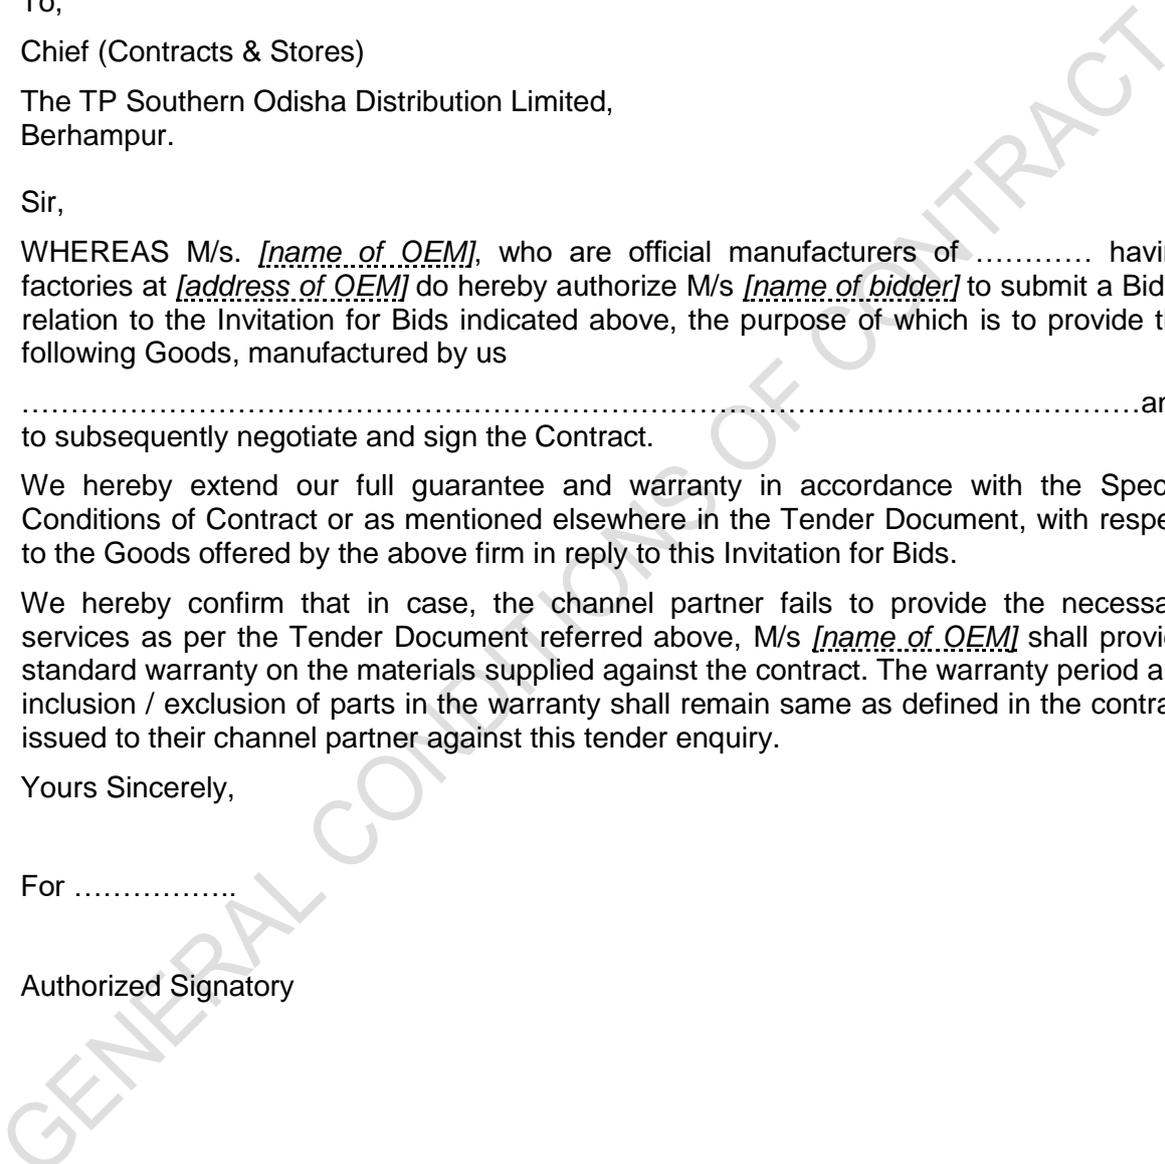 To,
Chief (Contracts & Stores)
The TP Southern Odisha Distribution Limited,
Berhampur.
Sir,
WHEREAS M/s. [name of OEM], who are official manufacturers of ………… havin
factories at [address of OEM] do hereby authorize M/s [name of bidder] to submit a Bid
relation to the Invitation for Bids indicated above, the purpose of which is to provide th
following Goods, manufactured by us
……………………………………………………………………………………………………an
to subsequently negotiate and sign the Contract.
We hereby extend our full guarantee and warranty in accordance with the Spec
Conditions of Contract or as mentioned elsewhere in the Tender Document, with respe
to the Goods offered by the above firm in reply to this Invitation for Bids.
We hereby confirm that in case, the channel partner fails to provide the necessa
services as per the Tender Document referred above, M/s [name of OEM] shall provid
standard warranty on the materials supplied against the contract. The warranty period a
inclusion / exclusion of parts in the warranty shall remain same as defined in the contra
issued to their channel partner against this tender enquiry.
Yours Sincerely,
For ……………..
Authorized Signatory
GENERAL CONDITIONS OF CONTRACT